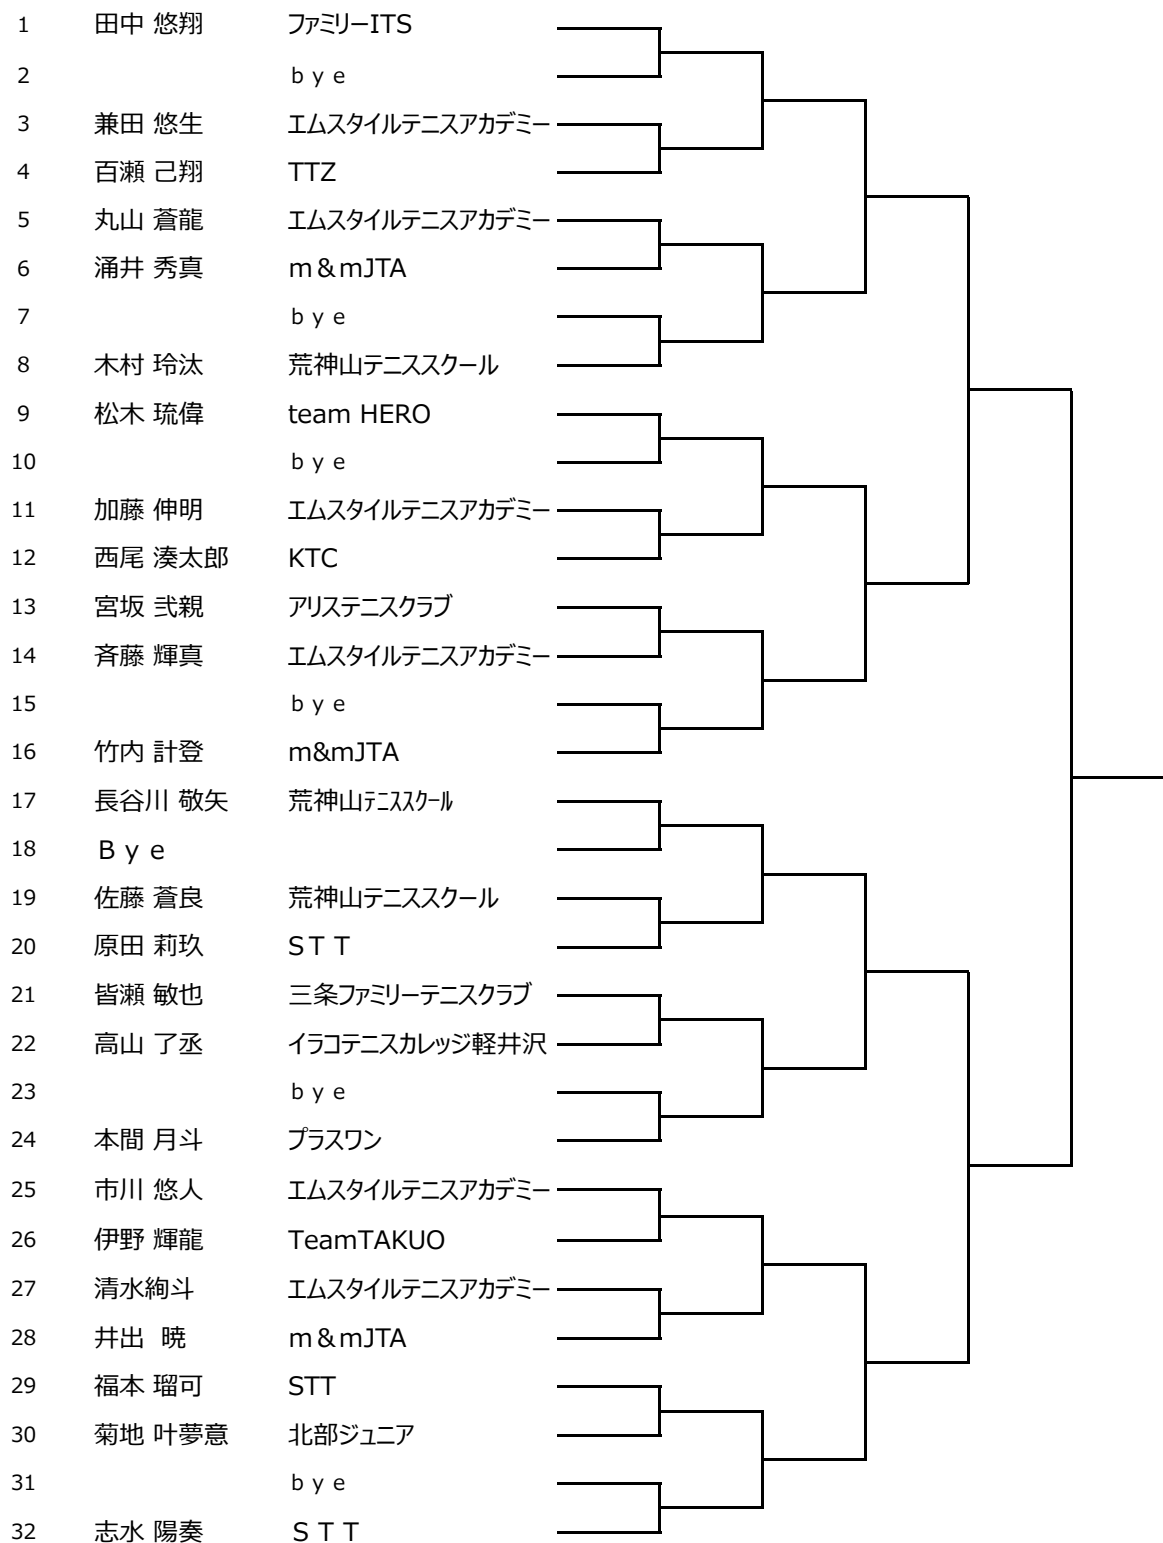 1 田中 悠翔 ファミリーITS
2 ｂｙｅ
3 兼田 悠生 エムスタイルテニスアカデミー
4 百瀬 己翔 TTZ
5 丸山 蒼龍 エムスタイルテニスアカデミー
6 涌井 秀真 ｍ＆mJTA
7 ｂｙｅ
8 木村 玲汰 荒神山テニススクール
9 松木 琉偉 team HERO
10 ｂｙｅ
11 加藤 伸明 エムスタイルテニスアカデミー
12 西尾 湊太郎 KTC
13 宮坂 弐親 アリステニスクラブ
14 斉藤 輝真 エムスタイルテニスアカデミー
15 ｂｙｅ
16 竹内 計登 m&mJTA
17 長谷川 敬矢 荒神山ﾃﾆｽｽｸｰﾙ
18 Ｂｙｅ
19 佐藤 蒼良 荒神山テニススクール
20 原田 莉玖 ＳＴＴ
21 皆瀬 敏也 三条ファミリーテニスクラブ
22 高山 了丞 イラコテニスカレッジ軽井沢
23 ｂｙｅ
24 本間 月斗 プラスワン
25 市川 悠人 エムスタイルテニスアカデミー
26 伊野 輝龍 TeamTAKUO
27 清水絢斗 エムスタイルテニスアカデミー
28 井出 暁 ｍ＆mJTA
29 福本 瑠可 STT
30 菊地 叶夢意 北部ジュニア
31 ｂｙｅ
32 志水 陽奏 ＳＴＴ